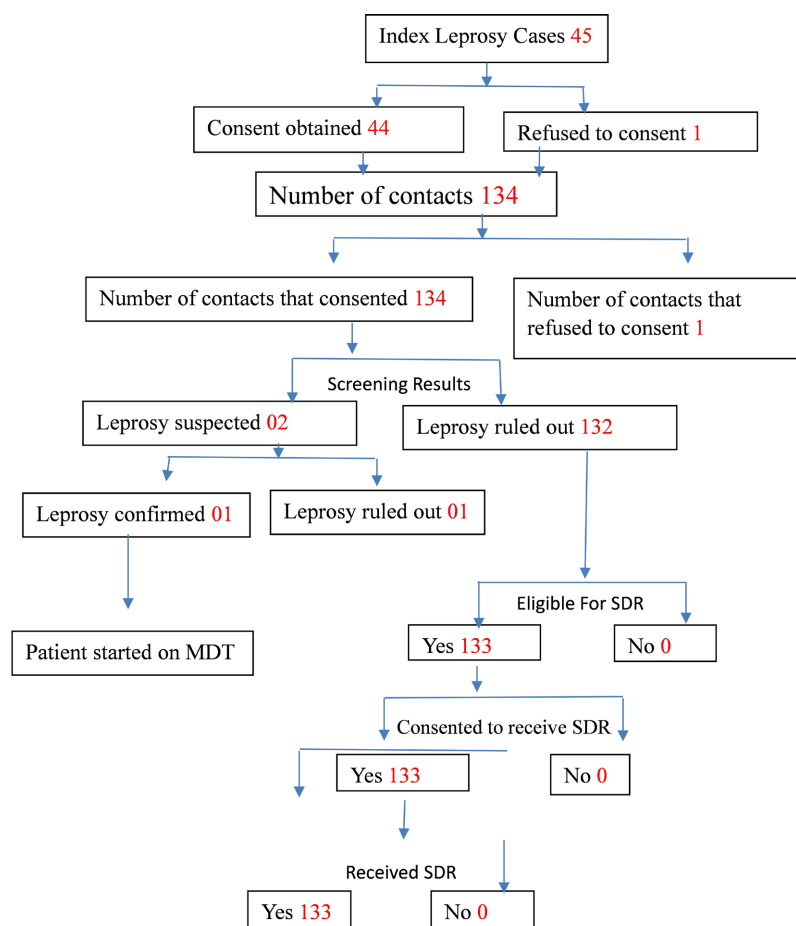 Index Leprosy Cases 45
Consent obtained 44
Refused to consent 1
Number of contacts 134
Number of contacts that consented 134
Number of contacts that
refused to consent 1
Screening Results
Leprosy suspected 02
Leprosy ruled out 132
Leprosy confirmed 01
Leprosy ruled out 01
Eligible For SDR
Patient started on MDT
Yes 133
No 0
Consented to receive SDR
Yes 133
No 0
Received SDR
Yes 133
No 0